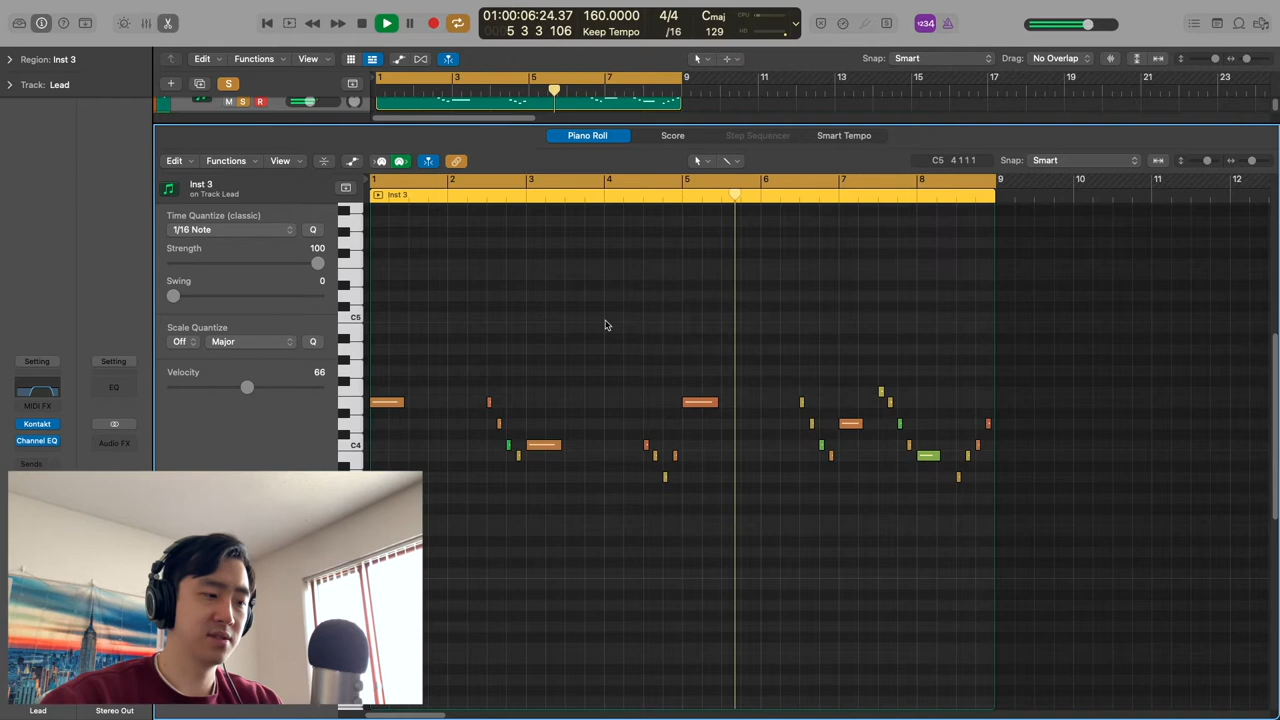 01:00:06:24.37 160.0000 4/4 Cmaj CPU
5 3 3 106 Keep Tempo /16 129 HD
1234
Region: Inst 3
Edit Functions View
Snap: Smart
Drag: No Overlap
Track: Lead
S
1 3 5 7 9 11 13 15 17 19 21 23
M S R
Piano Roll Score Step Sequencer Smart Tempo
Edit Functions View
C5 4 1 1 1
Snap: Smart
Inst 3
on Track Lead
1 2 3 4 5 6 7 8 9 10 11 12
Inst 3
Time Quantize (classic)
1/16 Note Q
Strength 100
Swing 0
Scale Quantize
Off Major Q
Velocity 66
C5
C4
Setting Setting
EQ
MIDI FX
Kontakt
Channel EQ Audio FX
Sends
Lead Stereo Out